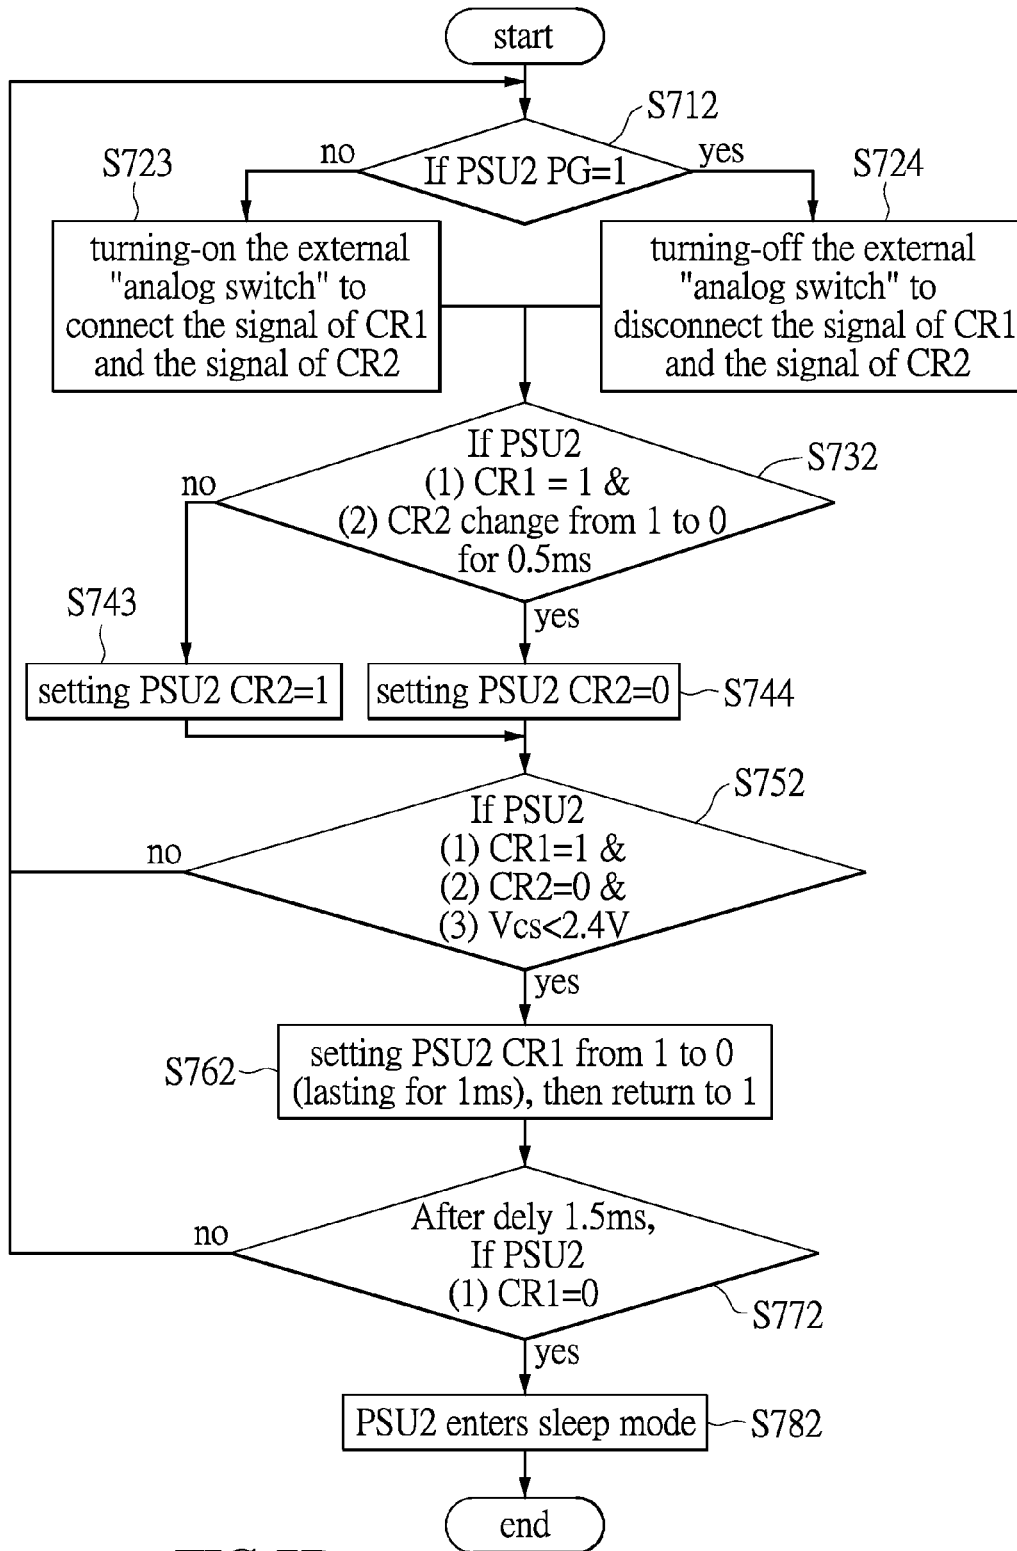 start
S712
no
If PSU2 PG=1
yes
S723
S724
turning-on the external
"analog switch" to
connect the signal of CR1
and the signal of CR2
turning-off the external
"analog switch" to
disconnect the signal of CR1
and the signal of CR2
If PSU2
(1) CR1 = 1 &
(2) CR2 change from 1 to 0
for 0.5ms
S732
no
yes
S743
setting PSU2 CR2=1
setting PSU2 CR2=0
S744
S752
If PSU2
(1) CR1=1 &
(2) CR2=0 &
(3) Vcs<2.4V
no
yes
S762
setting PSU2 CR1 from 1 to 0
(lasting for 1ms), then return to 1
After dely 1.5ms,
If PSU2
(1) CR1=0
no
S772
yes
PSU2 enters sleep mode
S782
end